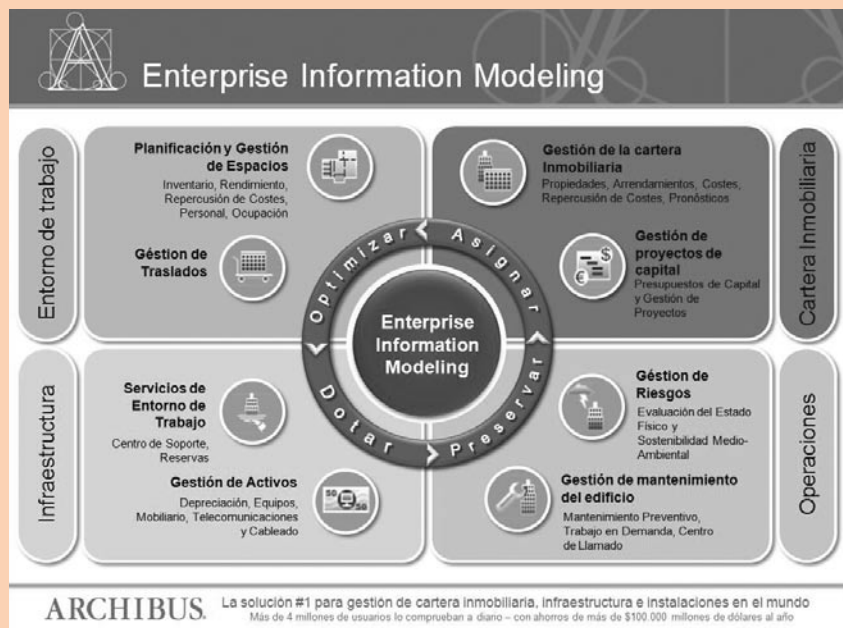 Enterprise Information Modeling
Entorno de trabajo
Planificación y Gestión
de Espacios
Inventario, Rendimiento,
Repercusión de Costes,
Personal, Ocupación
Géstion de
Traslados
Gestión de la cartera
Inmobiliaria
Propiedades, Arrendamientos, Costes,
Repercusión de Costes, Pronósticos
Gestión de
proyectos de
capital
Presupuestos de Capital
y Gestión de
Proyectos
Cartera Inmobiliaria
Optimizar
Asignar
Enterprise
Information
Modeling
Dotar
Preservar
Infraestructura
Servicios de
Entorno de
Trabajo
Centro de Soporte,
Reservas
Gestión de Activos
Depreciación, Equipos,
Mobiliario, Telecomunicaciones
y Cableado
Géstion de
Riesgos
Evaluación del Estado
Físico y
Sostenibilidad Medio-
Ambiental
Gestión de mantenimiento
del edificio
Mantenimiento Preventivo,
Trabajo en Demanda, Centro
de Llamado
Operaciones
ARCHIBUS.
La solución #1 para gestión de cartera inmobiliaria, infraestructura e instalaciones en el mundo
Más de 4 millones de usuarios lo comprueban a diario – con ahorros de más de $100.000 millones de dólares al año